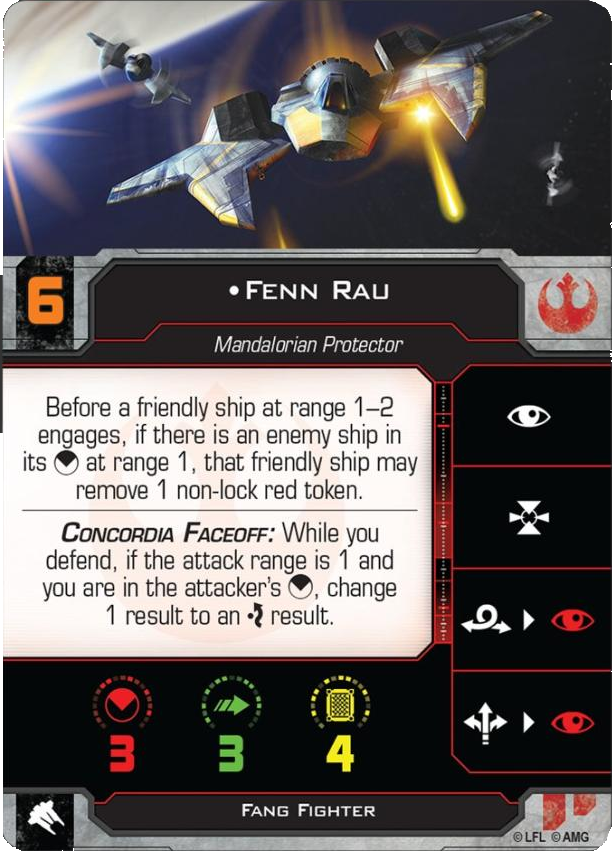 6
•Fenn Rau
Mandalorian Protector
Before a friendly ship at range 1–2
engages, if there is an enemy ship in
its at range 1, that friendly ship may
remove 1 non-lock red token.
Concordia Faceoff: While you
defend, if the attack range is 1 and
you are in the attacker's , change
1 result to an result.
3 3 4
Fang Fighter
© LFL © AMG